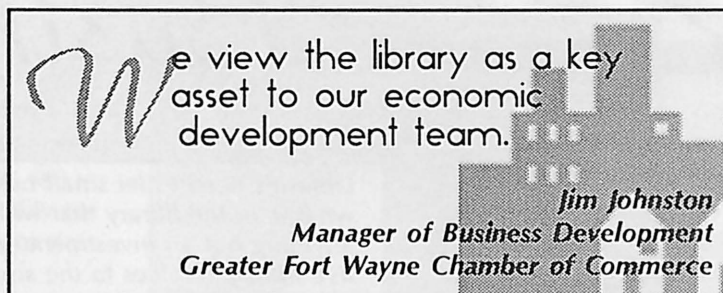 We view the library as a key
asset to our economic
development team.
Jim Johnston
Manager of Business Development
Greater Fort Wayne Chamber of Commerce